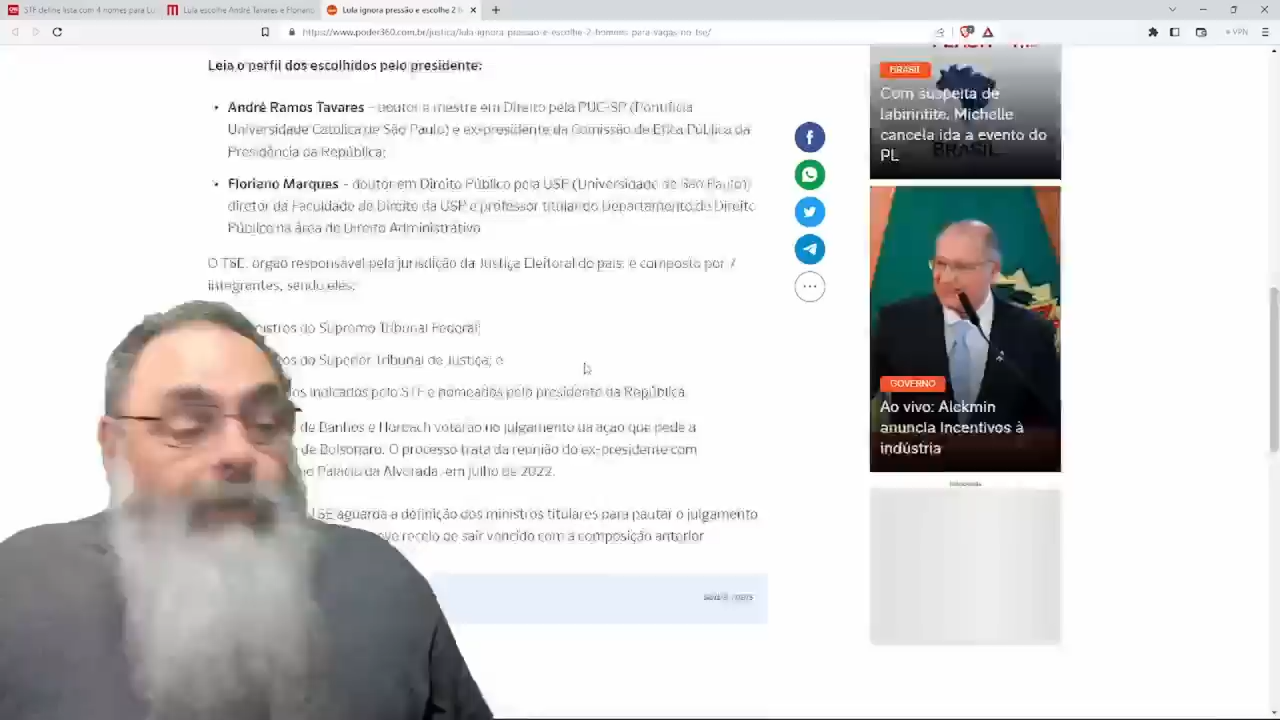 STF define lista com 4 nomes para Lu
Lula escolhe André Tavares e Floriano
Lula ignora pressão e escolhe 2 h
https://www.poder360.com.br/justica/lula-ignora-pressao-e-escolhe-2-homens-para-vagas-no-tse/
VPN
Leia o perfil dos escolhidos pelo presidente:
• André Ramos Tavares – doutor e mestre em Direito pela PUC-SP (Pontifícia
Universidade Católica de São Paulo) e ex-presidente da Comissão de Ética Pública da
Presidência da República;
• Floriano Marques – doutor em Direito Público pela USP (Universidade de São Paulo),
diretor da Faculdade de Direito da USP e professor titular do Departamento de Direito
Público na área de Direito Administrativo
O TSE, órgão responsável pela jurisdição da Justiça Eleitoral do país, é composto por 7
integrantes, sendo eles:
istros do Supremo Tribunal Federal;
os do Superior Tribunal de Justiça; e
os indicados pelo STF e nomeados pelo presidente da República.
de Banhos e Horbach votarão no julgamento da ação que pede a
de Bolsonaro. O processo trata da reunião do ex-presidente com
no Palácio da Alvorada, em julho de 2022.
TSE aguarda a definição dos ministros titulares para pautar o julgamento
ve receio de sair vencido com a composição anterior
BRASIL
Com suspeita de
labirintite, Michelle
cancela ida a evento do
PL
BRASIL
GOVERNO
Ao vivo: Alckmin
anuncia incentivos à
indústria